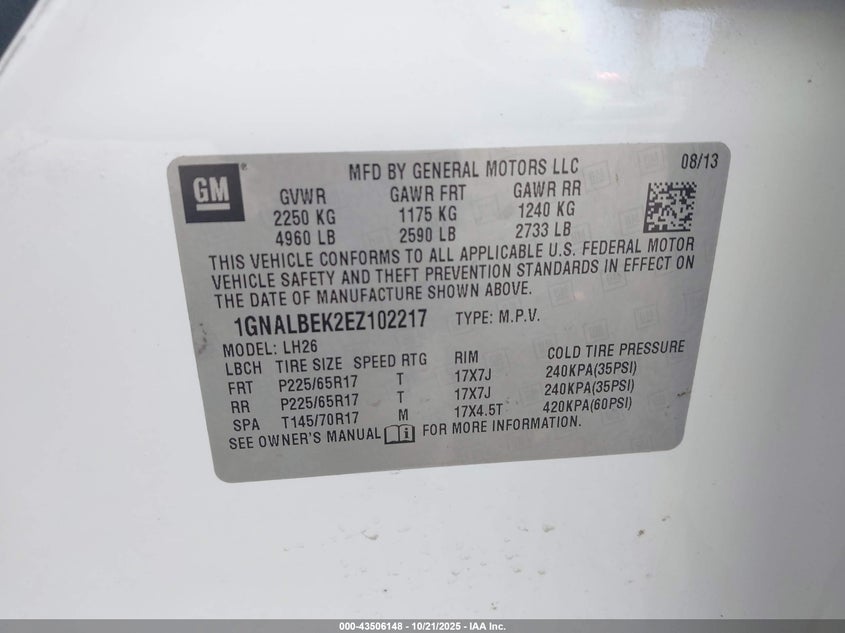 GM ®
MFD BY GENERAL MOTORS LLC 08/13
GVWR GAWR FRT GAWR RR
2250 KG 1175 KG 1240 KG
4960 LB 2590 LB 2733 LB
THIS VEHICLE CONFORMS TO ALL APPLICABLE U.S. FEDERAL MOTOR
VEHICLE SAFETY AND THEFT PREVENTION STANDARDS IN EFFECT ON
THE DATE OF MANUFACTURE SHOWN ABOVE.
1GNALBEK2EZ102217 TYPE: M.P.V.
MODEL: LH26
LBCH TIRE SIZE SPEED RTG RIM COLD TIRE PRESSURE
FRT P225/65R17 T 17X7J 240KPA(35PSI)
RR P225/65R17 T 17X7J 240KPA(35PSI)
SPA T145/70R17 M 17X4.5T 420KPA(60PSI)
SEE OWNER'S MANUAL i FOR MORE INFORMATION.
000-43506148 - 10/21/2025 - IAA Inc.